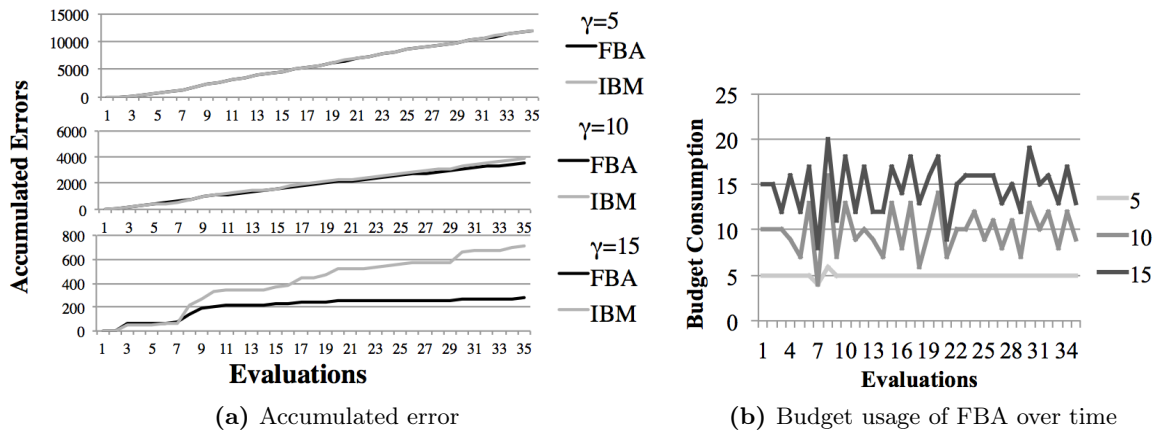 Accumulated Errors
15000
10000
5000
0
1 3 5 7 9 11 13 15 17 19 21 23 25 27 29 31 33 35
γ=5
FBA
IBM
6000
4000
2000
0
1 3 5 7 9 11 13 15 17 19 21 23 25 27 29 31 33 35
γ=10
FBA
IBM
800
600
400
200
0
1 3 5 7 9 11 13 15 17 19 21 23 25 27 29 31 33 35
γ=15
FBA
IBM
Evaluations
(a) Accumulated error
Budget Consumption
25
20
15
10
5
0
1 4 7 10 13 16 19 22 25 28 31 34
Evaluations
5
10
15
(b) Budget usage of FBA over time